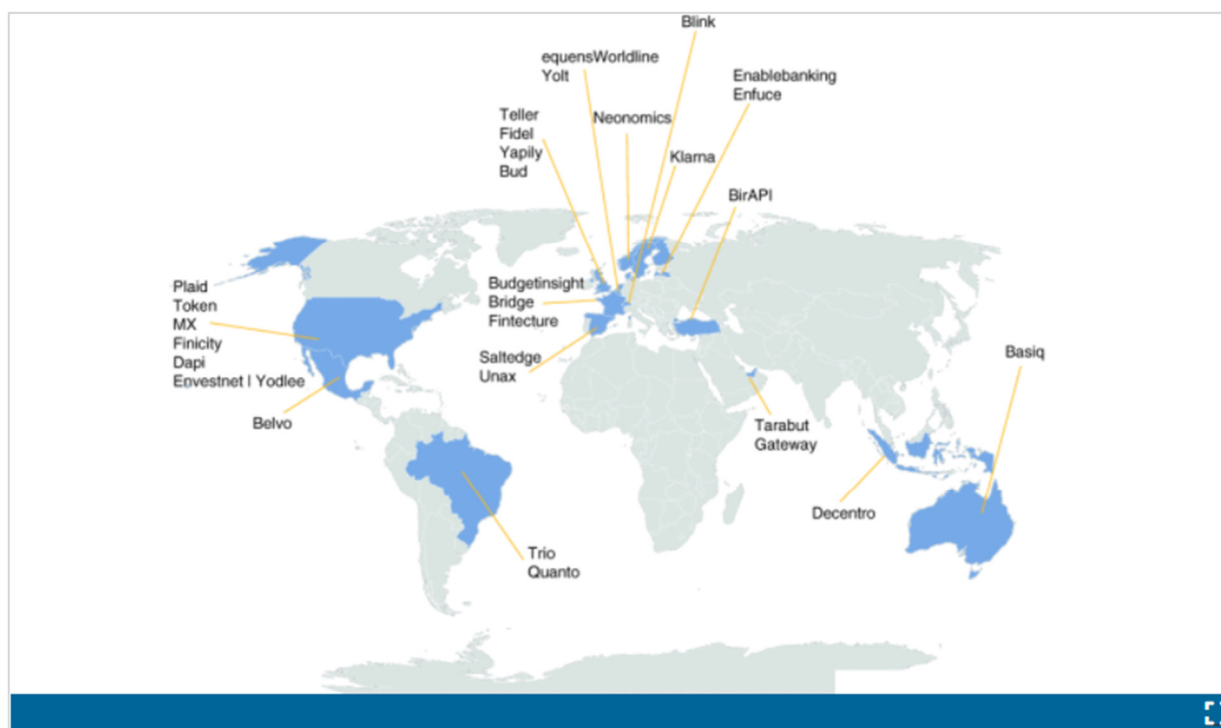 Blink
equensWorldline
Yolt
Enablebanking
Enfuce
Teller
Fidel
Yapily
Bud
Neonomics
Klarna
BirAPI
Plaid
Token
MX
Finicity
Dapi
Envestnet | Yodlee
Budgetinsight
Bridge
Fintecture
Saltedge
Unax
Basiq
Belvo
Tarabut
Gateway
Decentro
Trio
Quanto